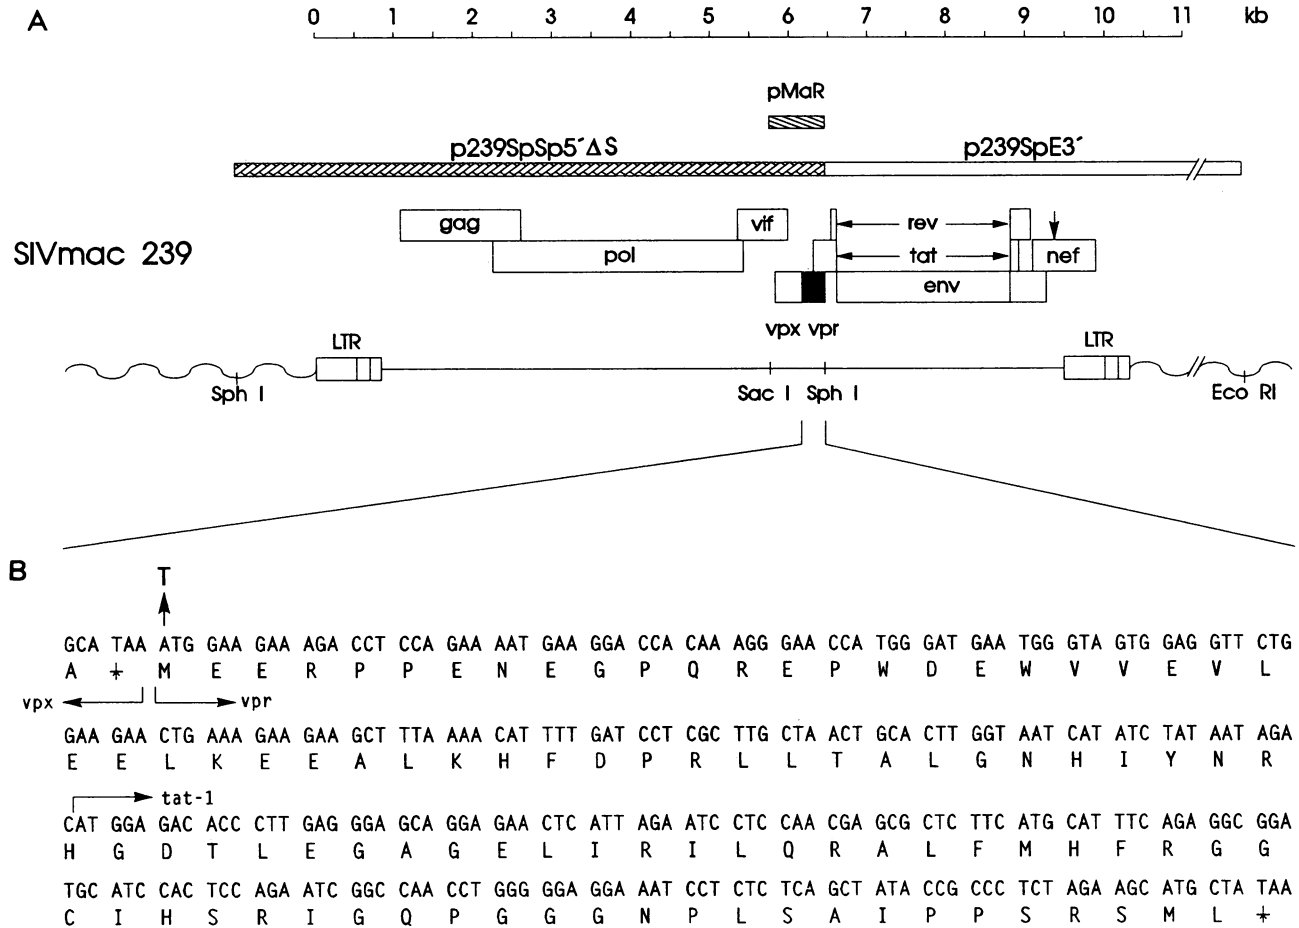 A
0 1 2 3 4 5 6 7 8 9 10 11 kb
pMaR
p239SpSp5´ΔS p239SpE3´
gag vif rev
SIVmac 239 pol tat nef
env
vpx vpr
LTR LTR
Sph I Sac I Sph I Eco RI
B
T
GCA TAA ATG GAA GAA AGA CCT CCA GAA AAT GAA GGA CCA CAA AGG GAA CCA TGG GAT GAA TGG GTA GTG GAG GTT CTG
A * M E E R P P E N E G P Q R E P W D E W V V E V L
vpx vpr
GAA GAA CTG AAA GAA GAA GCT TTA AAA CAT TTT GAT CCT CGC TTG CTA ACT GCA CTT GGT AAT CAT ATC TAT AAT AGA
E E L K E E A L K H F D P R L L T A L G N H I Y N R
tat-1
CAT GGA GAC ACC CTT GAG GGA GCA GGA GAA CTC ATT AGA ATC CTC CAA CGA GCG CTC TTC ATG CAT TTC AGA GGC GGA
H G D T L E G A G E L I R I L Q R A L F M H F R G G
TGC ATC CAC TCC AGA ATC GGC CAA CCT GGG GGA GGA AAT CCT CTC TCA GCT ATA CCG CCC TCT AGA AGC ATG CTA TAA
C I H S R I G Q P G G G N P L S A I P P S R S M L *